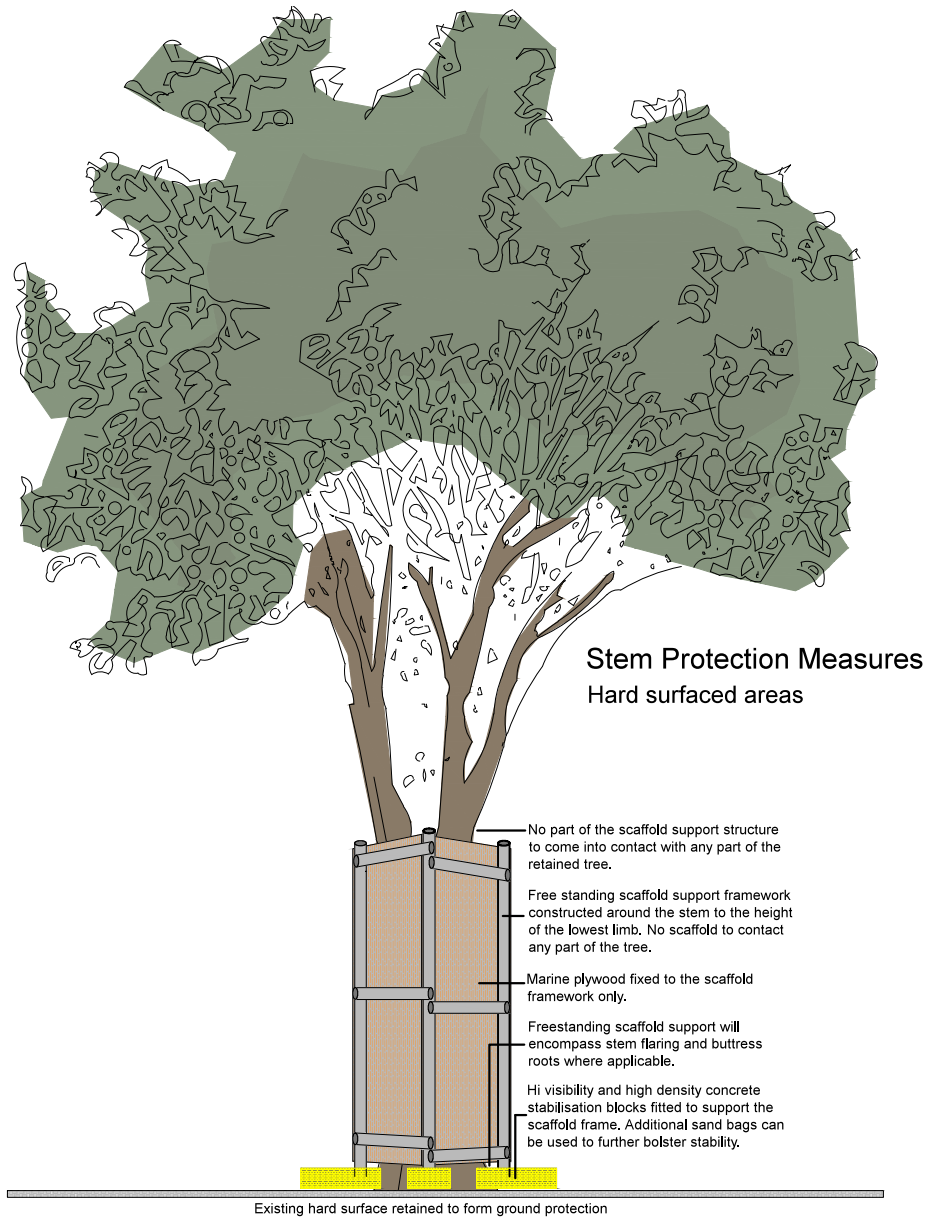 Stem Protection Measures
Hard surfaced areas
No part of the scaffold support structure
to come into contact with any part of the
retained tree.
Free standing scaffold support framework
constructed around the stem to the height
of the lowest limb. No scaffold to contact
any part of the tree.
Marine plywood fixed to the scaffold
framework only.
Freestanding scaffold support will
encompass stem flaring and buttress
roots where applicable.
Hi visibility and high density concrete
stabilisation blocks fitted to support the
scaffold frame. Additional sand bags can
be used to further bolster stability.
Existing hard surface retained to form ground protection